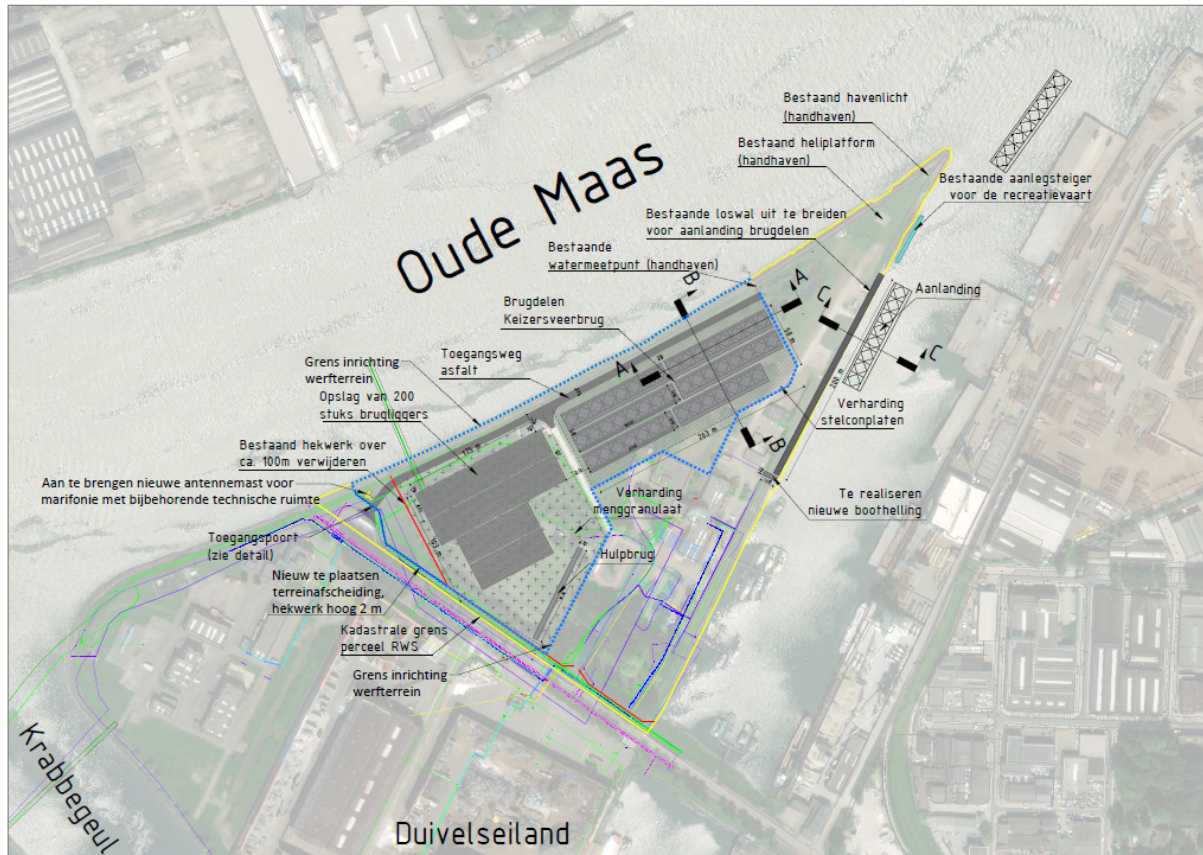 Bestaand havenlicht
(handhaven)
Bestaand heliplatform
(handhaven)
Bestaande aanlegsteiger
voor de recreatievaart
Oude Maas
Bestaande loswal uit te breiden
voor aanlanding brugdelen
Bestaande
watermeetpunt (handhaven)
B
A
C
Aanlanding
Brugdelen
Keizersveerbrug
Toegangsweg
asfalt
A
C
58 m
200 m
Grens inrichting
werfterrein
Opslag van 200
stuks brugliggers
Verharding
stelconplaten
B
203 m
175 m
Bestaand hekwerk over
ca. 100m verwijderen
Aan te brengen nieuwe antennemast voor
marifonie met bijbehorende technische ruimte
Verharding
menggranulaat
Te realiseren
nieuwe boothelling
Toegangspoort
(zie detail)
Hulpbrug
Nieuw te plaatsen
terreinafscheiding,
hekwerk hoog 2 m
Kadastrale grens
perceel RWS
Grens inrichting
werfterrein
Krabbegeul
Duivelseiland